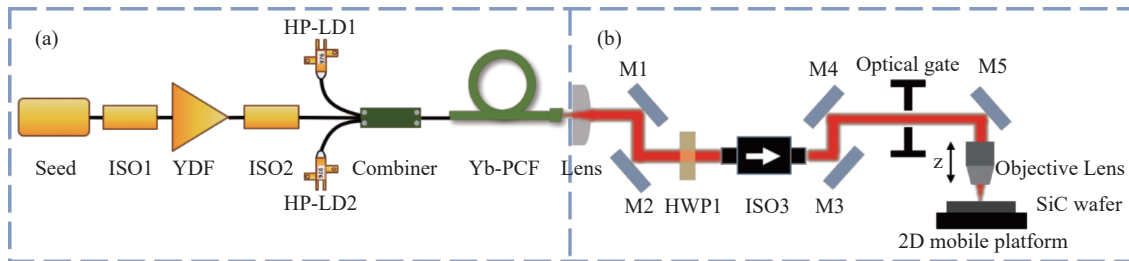 (a)
HP-LD1
Seed
ISO1
YDF
ISO2
Combiner
Yb-PCF
HP-LD2
Lens
(b)
M1
M4
Optical gate
M5
z
Objective Lens
M2
HWP1
ISO3
M3
SiC wafer
2D mobile platform